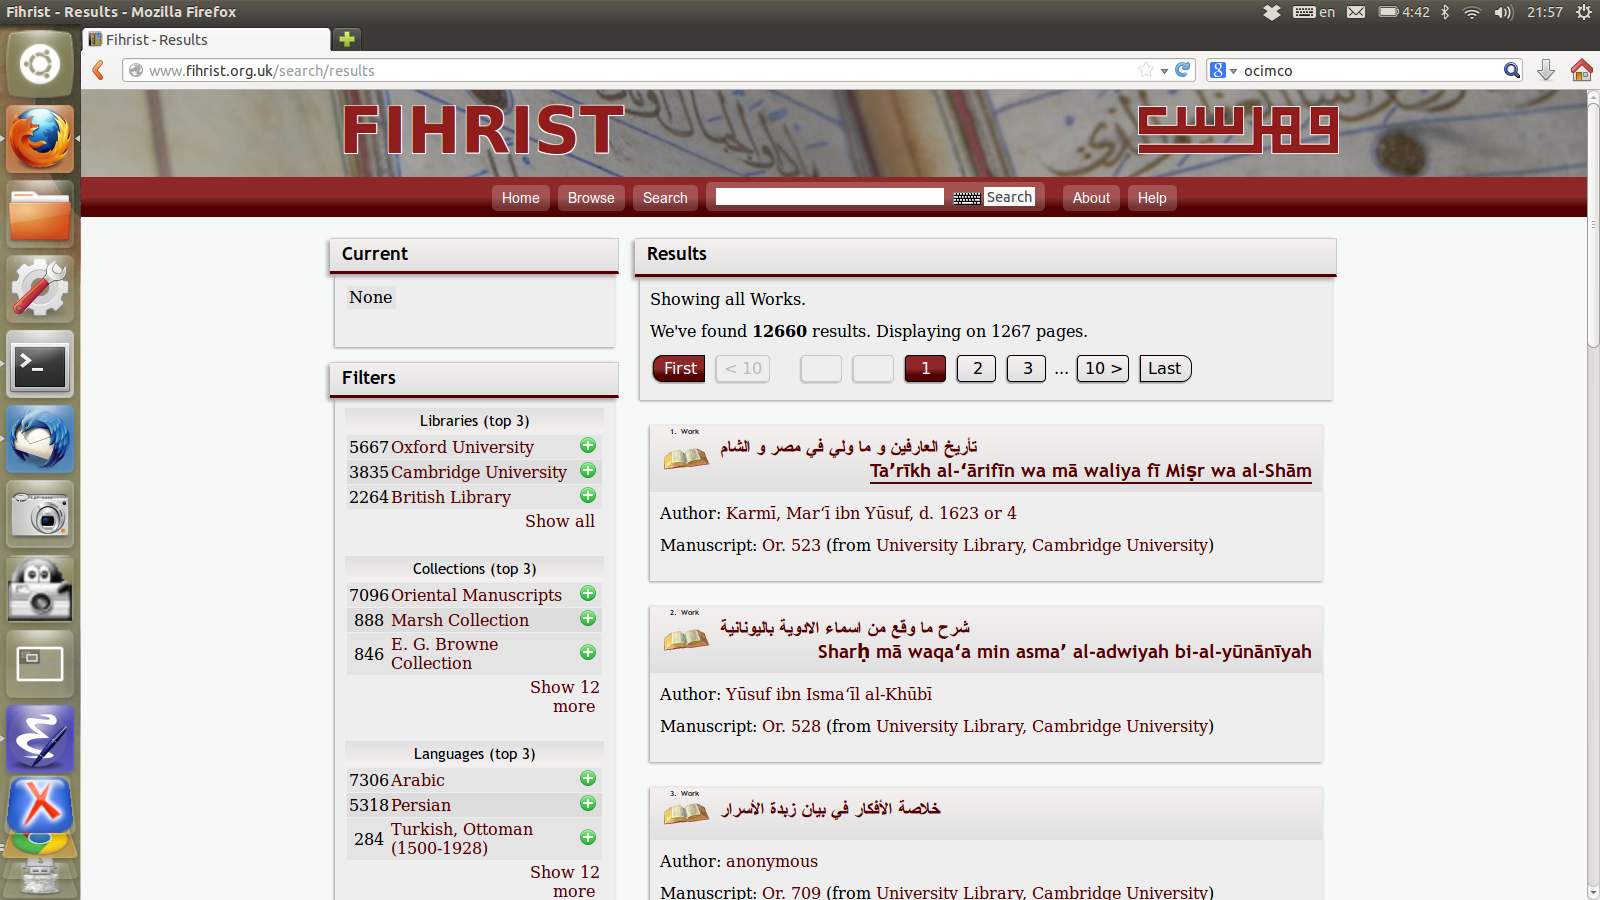 Fihrist - Results - Mozilla Firefox
en
4:42
21:57
Fihrist - Results
www.fihrist.org.uk/search/results
ocimco
FIHRIST
فهرست
Home
Browse
Search
Search
About
Help
Current
None
Filters
Libraries (top 3)
5667 Oxford University
3835 Cambridge University
2264 British Library
Show all
Collections (top 3)
7096 Oriental Manuscripts
888 Marsh Collection
846 E. G. Browne
Collection
Show 12
more
Languages (top 3)
7306 Arabic
5318 Persian
284 Turkish, Ottoman
(1500-1928)
Show 12
more
Results
Showing all Works.
We've found 12660 results. Displaying on 1267 pages.
First < 10 1 2 3 ... 10 > Last
1. Work
تأريخ العارفين و ما ولي في مصر و الشام
Taʼrīkh al-ʻārifīn wa mā waliya fī Miṣr wa al-Shām
Author: Karmī, Marʻī ibn Yūsuf, d. 1623 or 4
Manuscript: Or. 523 (from University Library, Cambridge University)
2. Work
شرح ما وقع من اسماء الادوية باليونانية
Sharḥ mā waqaʻa min asmaʼ al-adwiyah bi-al-yūnānīyah
Author: Yūsuf ibn Ismaʻīl al-Khūbī
Manuscript: Or. 528 (from University Library, Cambridge University)
3. Work
خلاصة الأفكار في بيان زبدة الأسرار
Author: anonymous
Manuscript: Or. 709 (from University Library, Cambridge University)